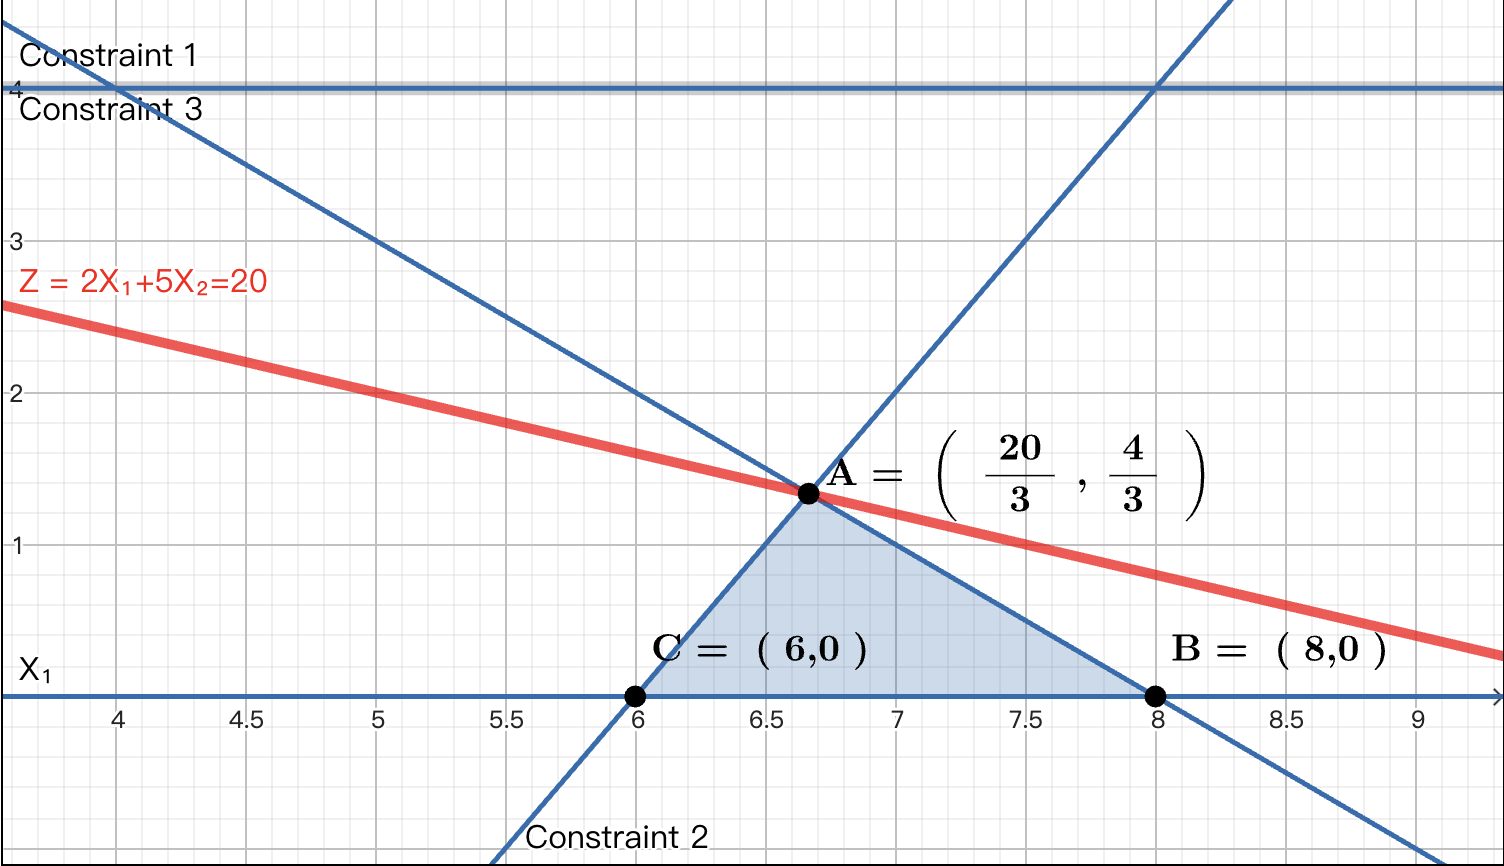 Constraint 1
4
Constraint 3
3
Z = 2X₁+5X₂=20
2
A = ( 20/3 , 4/3 )
1
C = ( 6,0 )
B = ( 8,0 )
X₁
4 4.5 5 5.5 6 6.5 7 7.5 8 8.5 9
Constraint 2